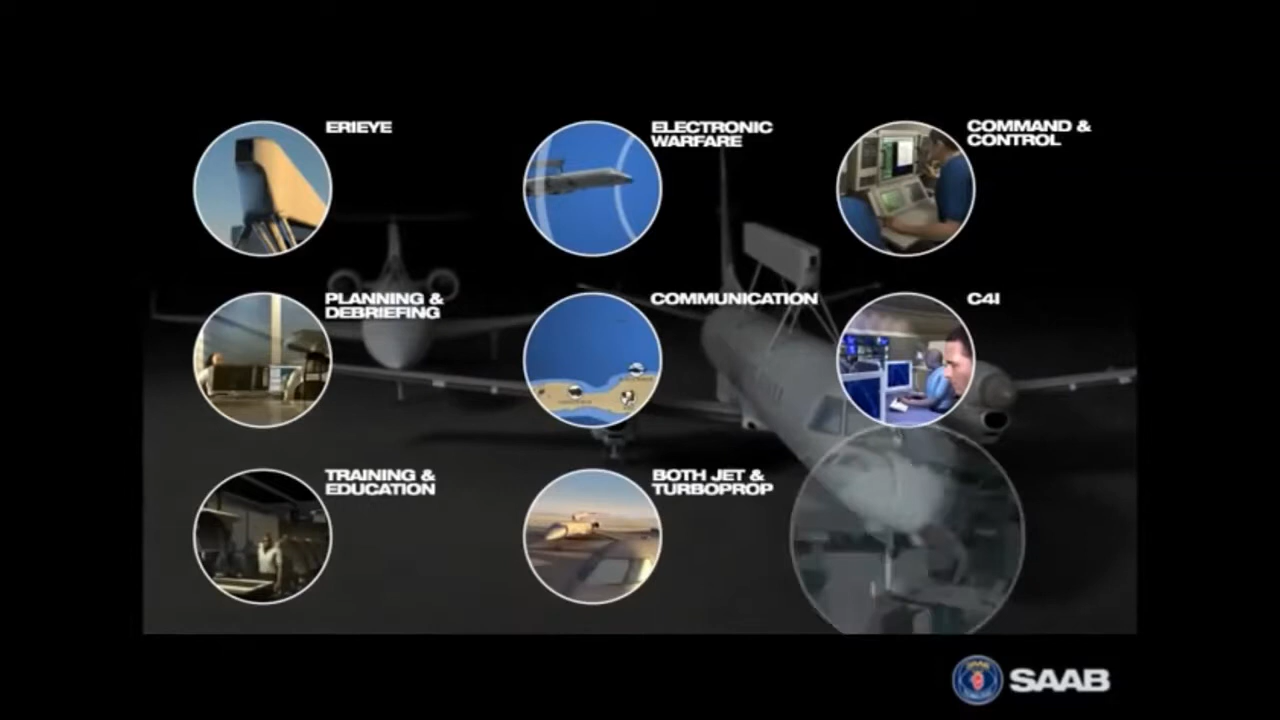 ERIEYE
ELECTRONIC
WARFARE
COMMAND &
CONTROL
PLANNING &
DEBRIEFING
COMMUNICATION
C4I
TRAINING &
EDUCATION
BOTH JET &
TURBOPROP
SAAB